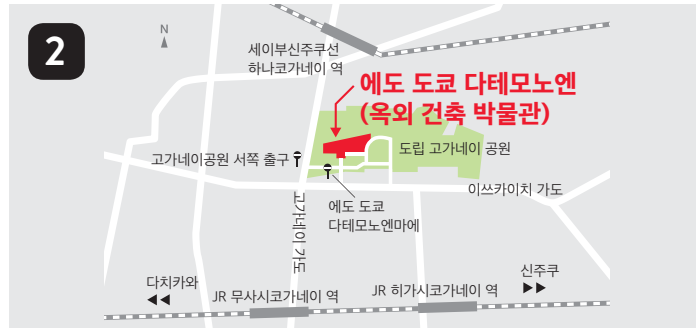 2
N
세이부신주쿠선
하나코가네이 역
에도 도쿄 다테모노엔
(옥외 건축 박물관)
고가네이공원 서쪽 출구
도립 고가네이 공원
이쓰카이치 가도
에도 도쿄
다테모노엔마에
고가네이 가도
다치카와
◀◀
JR 무사시코가네이 역
JR 히가시코가네이 역
신주쿠
▶▶